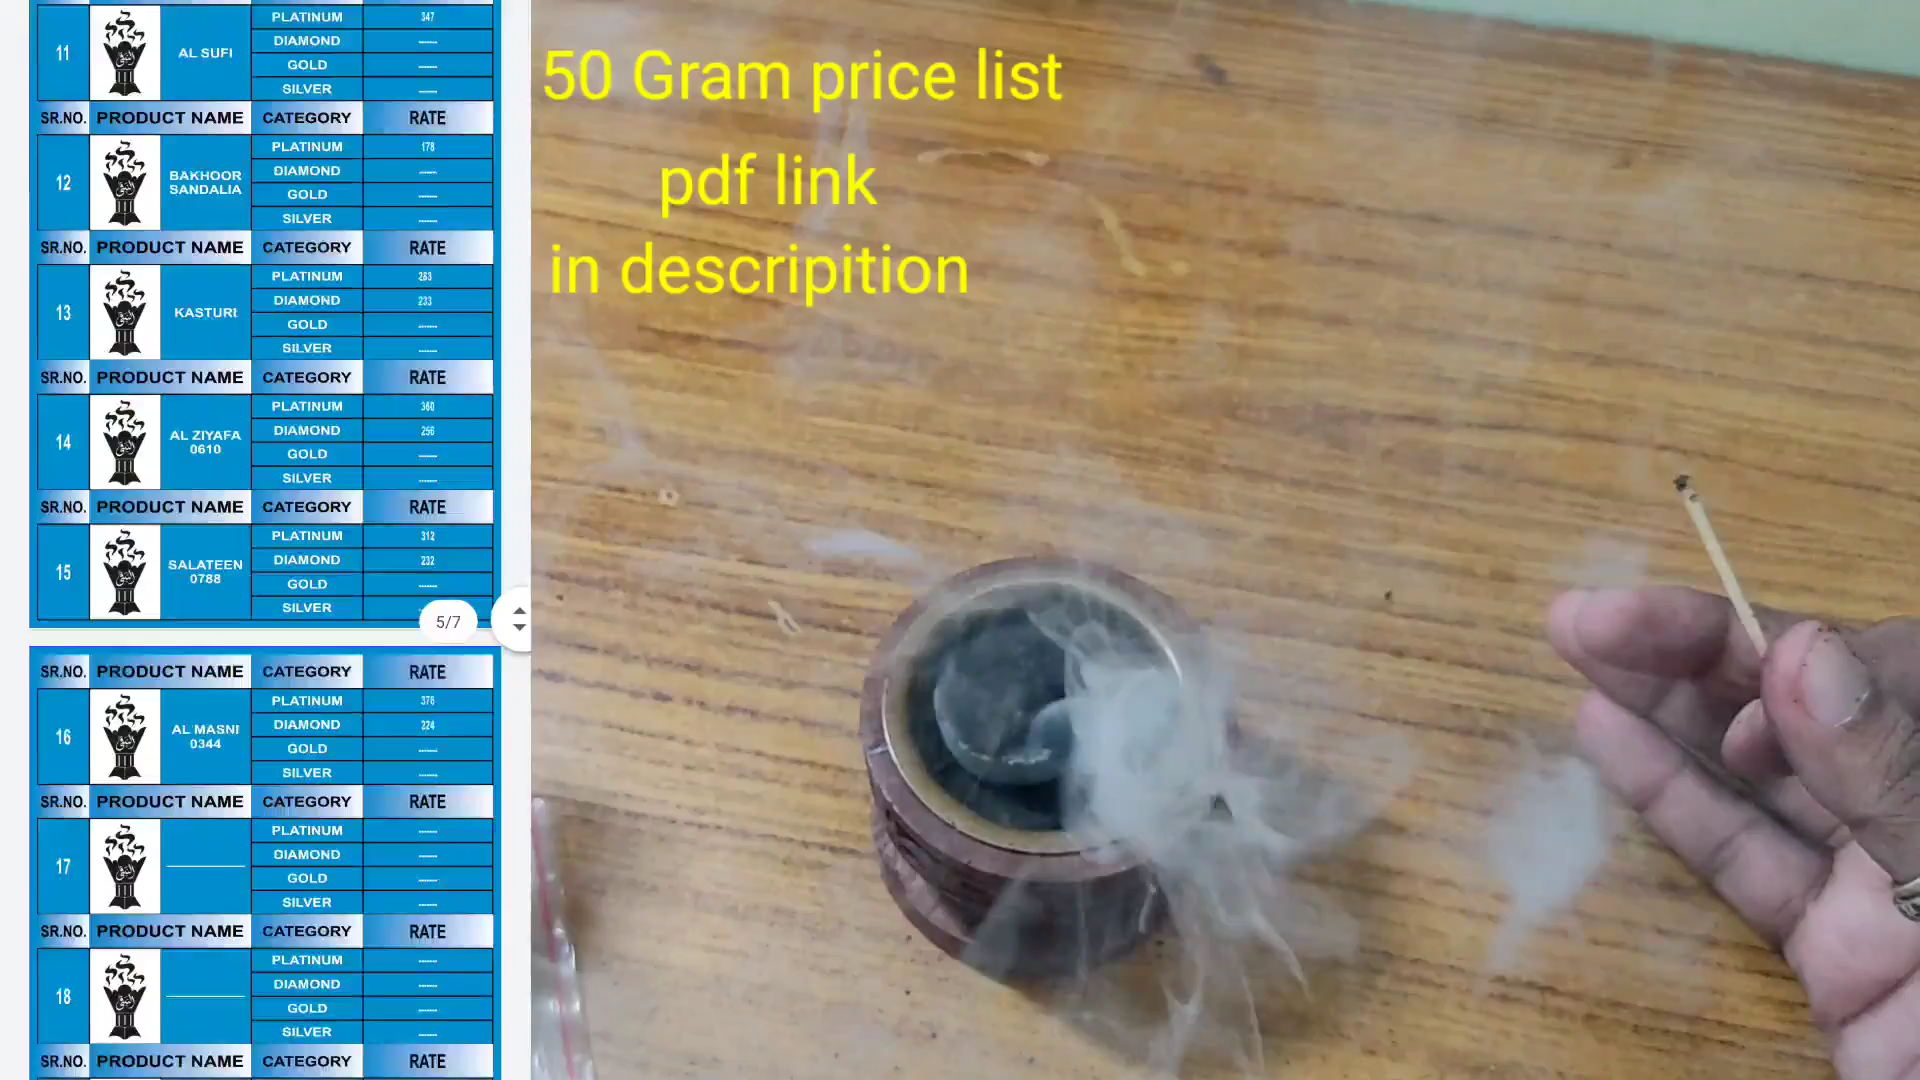 PLATINUM 347
11 AL SUFI DIAMOND ------
GOLD ------
SILVER ------
SR.NO. PRODUCT NAME CATEGORY RATE
PLATINUM 178
12 BAKHOOR SANDALIA DIAMOND ------
GOLD ------
SILVER ------
SR.NO. PRODUCT NAME CATEGORY RATE
PLATINUM 263
13 KASTURI DIAMOND 233
GOLD ------
SILVER ------
SR.NO. PRODUCT NAME CATEGORY RATE
PLATINUM 360
14 AL ZIYAFA 0610 DIAMOND 256
GOLD ------
SILVER ------
SR.NO. PRODUCT NAME CATEGORY RATE
PLATINUM 312
15 SALATEEN 0788 DIAMOND 232
GOLD ------
SILVER
5/7
SR.NO. PRODUCT NAME CATEGORY RATE
PLATINUM 376
16 AL MASNI 0344 DIAMOND 224
GOLD ------
SILVER ------
SR.NO. PRODUCT NAME CATEGORY RATE
PLATINUM ------
17 DIAMOND ------
GOLD ------
SILVER ------
SR.NO. PRODUCT NAME CATEGORY RATE
PLATINUM ------
18 DIAMOND ------
GOLD ------
SILVER ------
SR.NO. PRODUCT NAME CATEGORY RATE
50 Gram price list
pdf link
in descripition